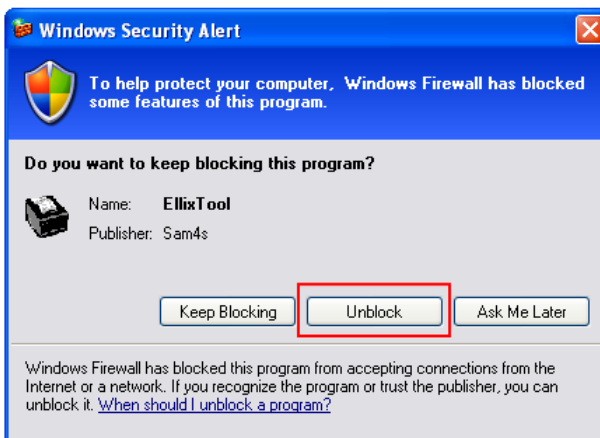 Windows Security Alert
To help protect your computer, Windows Firewall has blocked
some features of this program.
Do you want to keep blocking this program?
Name: EllixTool
Publisher: Sam4s
Keep Blocking Unblock Ask Me Later
Windows Firewall has blocked this program from accepting connections from the
Internet or a network. If you recognize the program or trust the publisher, you can
unblock it. When should I unblock a program?